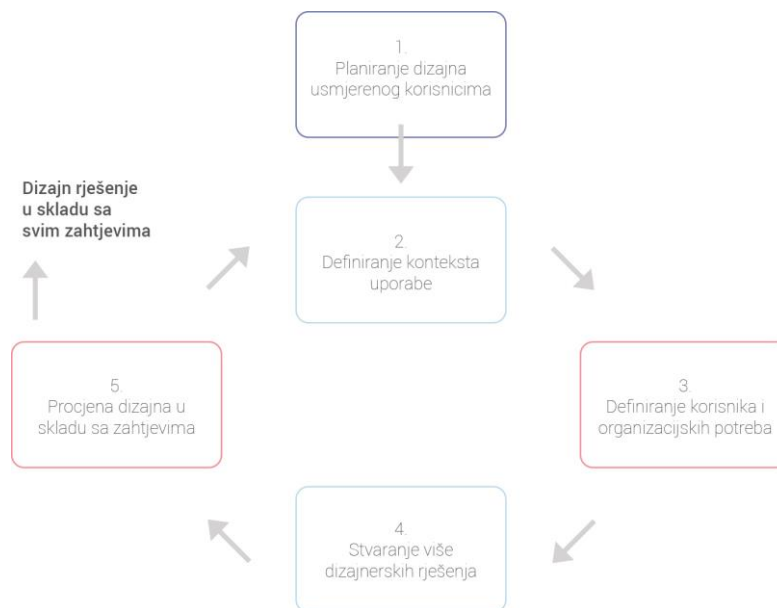 1.
Planiranje dizajna
usmjerenog korisnicima
Dizajn rješenje
u skladu sa
svim zahtjevima
2.
Definiranje konteksta
uporabe
3.
Definiranje korisnika i
organizacijskih potreba
4.
Stvaranje više
dizajnerskih rješenja
5.
Procjena dizajna u
skladu sa zahtjevima